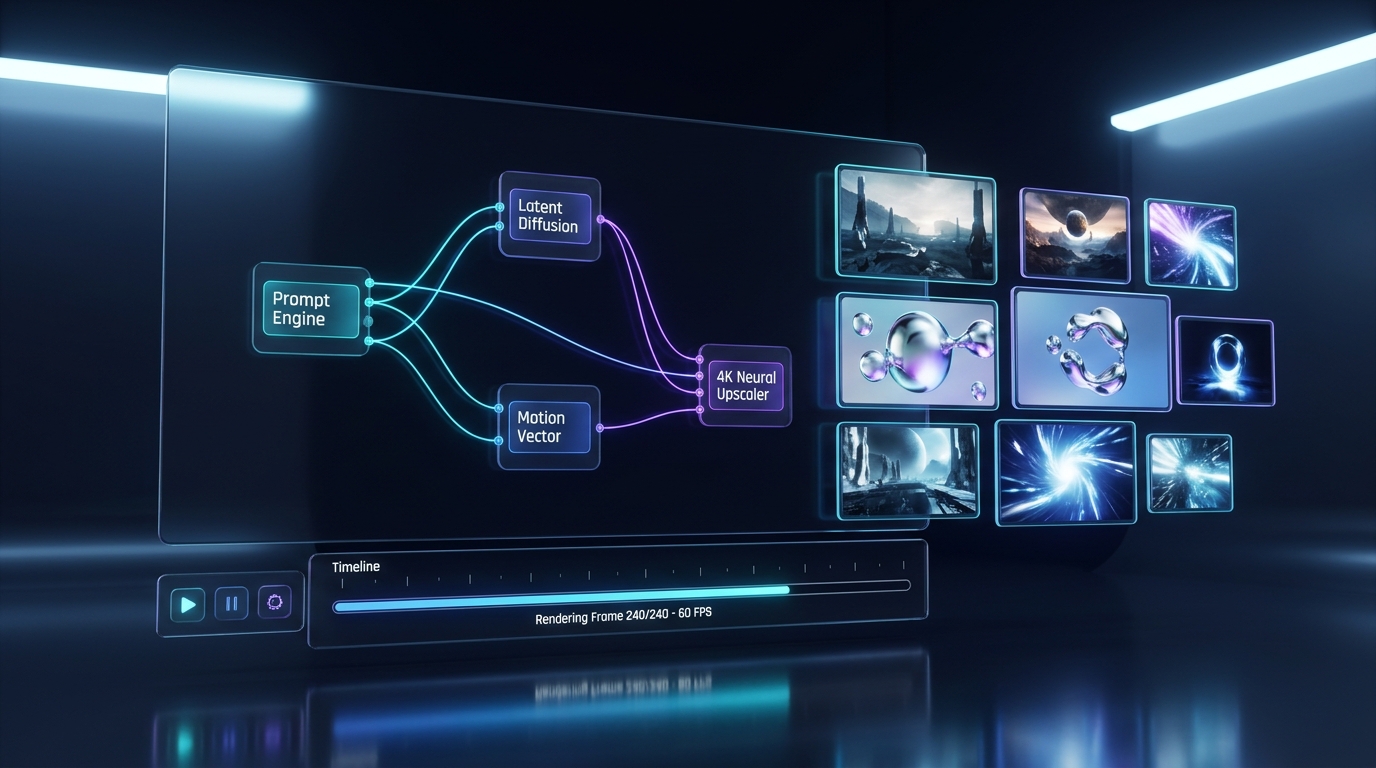 Latent
Diffusion
Prompt
Engine
4K Neural
Upscaler
Motion
Vector
Timeline
Rendering Frame 240/240 - 60 FPS